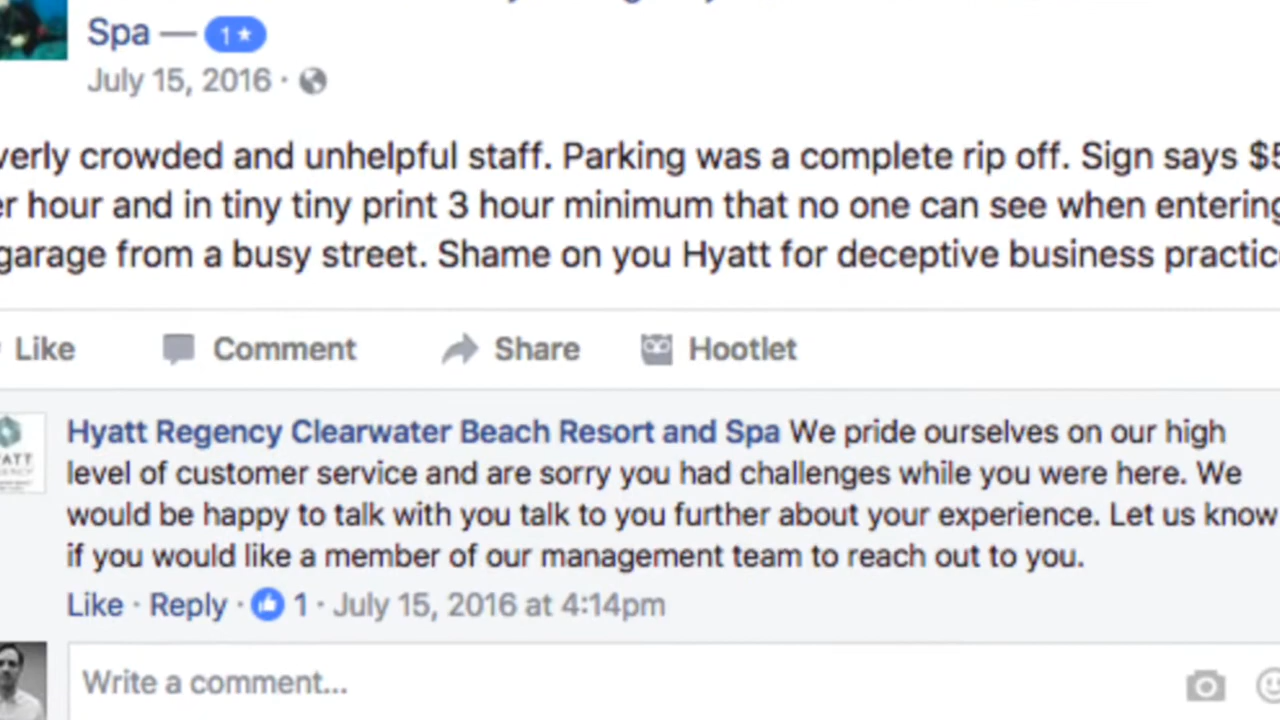 Spa — 1★
July 15, 2016 ·
verly crowded and unhelpful staff. Parking was a complete rip off. Sign says $5
er hour and in tiny tiny print 3 hour minimum that no one can see when entering
garage from a busy street. Shame on you Hyatt for deceptive business practic
Like Comment Share Hootlet
Hyatt Regency Clearwater Beach Resort and Spa We pride ourselves on our high
level of customer service and are sorry you had challenges while you were here. We
would be happy to talk with you talk to you further about your experience. Let us know
if you would like a member of our management team to reach out to you.
Like · Reply · 1 · July 15, 2016 at 4:14pm
Write a comment...